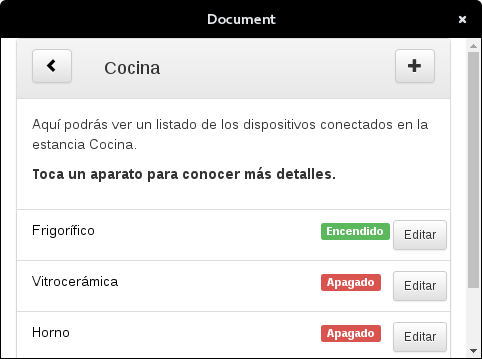 Document
Cocina
Aquí podrás ver un listado de los dispositivos conectados en la
estancia Cocina.
Toca un aparato para conocer más detalles.
Frigorífico Encendido Editar
Vitrocerámica Apagado Editar
Horno Apagado Editar